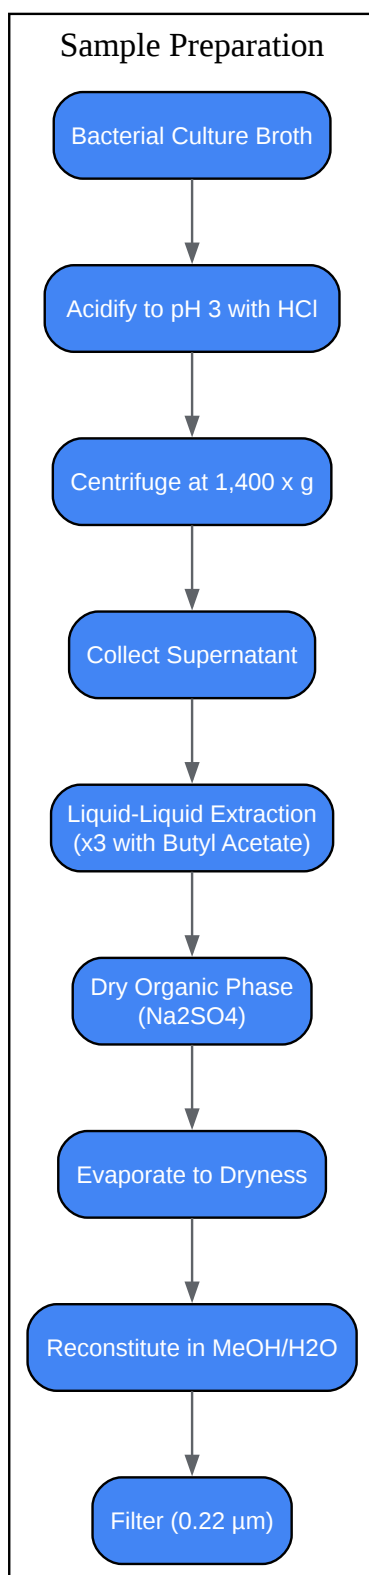 Sample Preparation
Bacterial Culture Broth
Acidify to pH 3 with HCl
Centrifuge at 1,400 x g
Collect Supernatant
Liquid-Liquid Extraction
(x3 with Butyl Acetate)
Dry Organic Phase
(Na2SO4)
Evaporate to Dryness
Reconstitute in MeOH/H2O
Filter (0.22 µm)